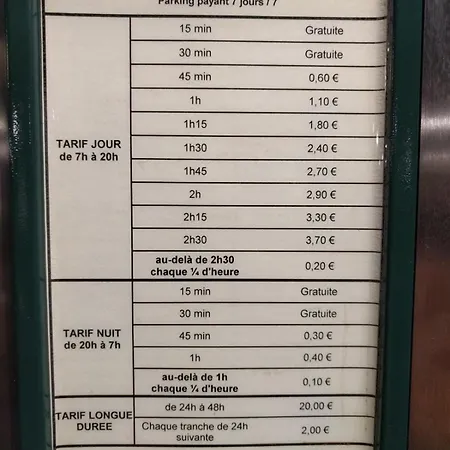 Parking payant 7 jours / 7
TARIF JOUR
de 7h à 20h
15 min Gratuite
30 min Gratuite
45 min 0,60 €
1h 1,10 €
1h15 1,80 €
1h30 2,40 €
1h45 2,70 €
2h 2,90 €
2h15 3,30 €
2h30 3,70 €
au-delà de 2h30
chaque ¼ d'heure 0,20 €
TARIF NUIT
de 20h à 7h
15 min Gratuite
30 min Gratuite
45 min 0,30 €
1h 0,40 €
au-delà de 1h
chaque ¼ d'heure 0,10 €
TARIF LONGUE
DUREE
de 24h à 48h 20,00 €
Chaque tranche de 24h
suivante 2,00 €